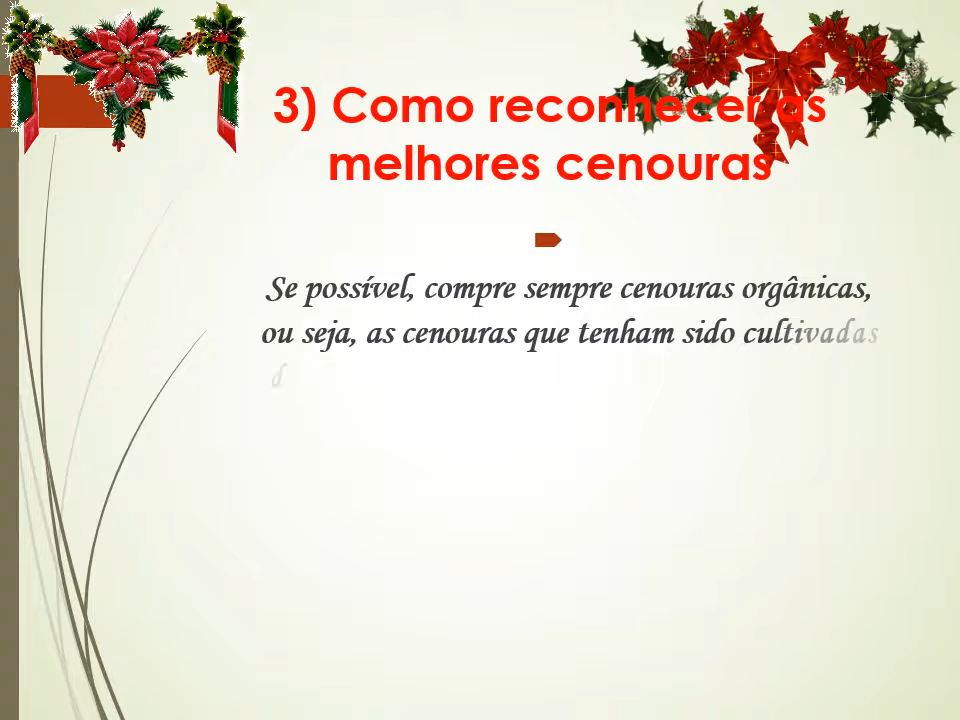 3) Como reconhecer as
melhores cenouras
Se possível, compre sempre cenouras orgânicas,
ou seja, as cenouras que tenham sido cultivadas
d